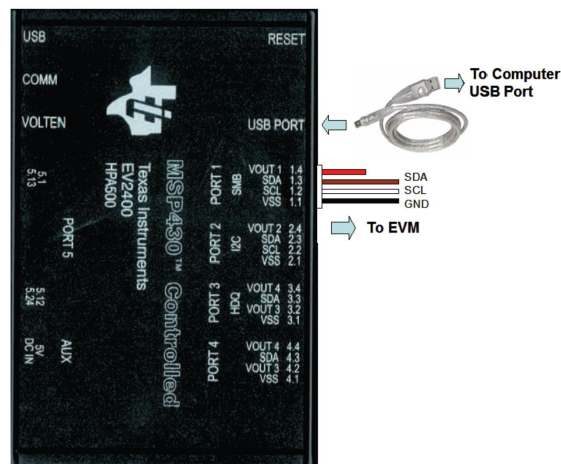 USB
COMM
VOLTEN
RESET
USB PORT
To Computer
USB Port
MSP430™ Controlled
Texas Instruments
EV2400
HPA500
PORT 1
SMB
VOUT 1 1.4
SDA 1.3
SCL 1.2
VSS 1.1
SDA
SCL
GND
To EVM
PORT 2
I2C
VOUT 2 2.4
SDA 2.3
SCL 2.2
VSS 2.1
PORT 3
HDQ
VOUT 4 3.4
SDA 3.3
VOUT 3 3.2
VSS 3.1
PORT 4
VOUT 4 4.4
SDA 4.3
VOUT 3 4.2
VSS 4.1
5.1
5.13
PORT 5
5.12
5.24
AUX
5V
DC IN